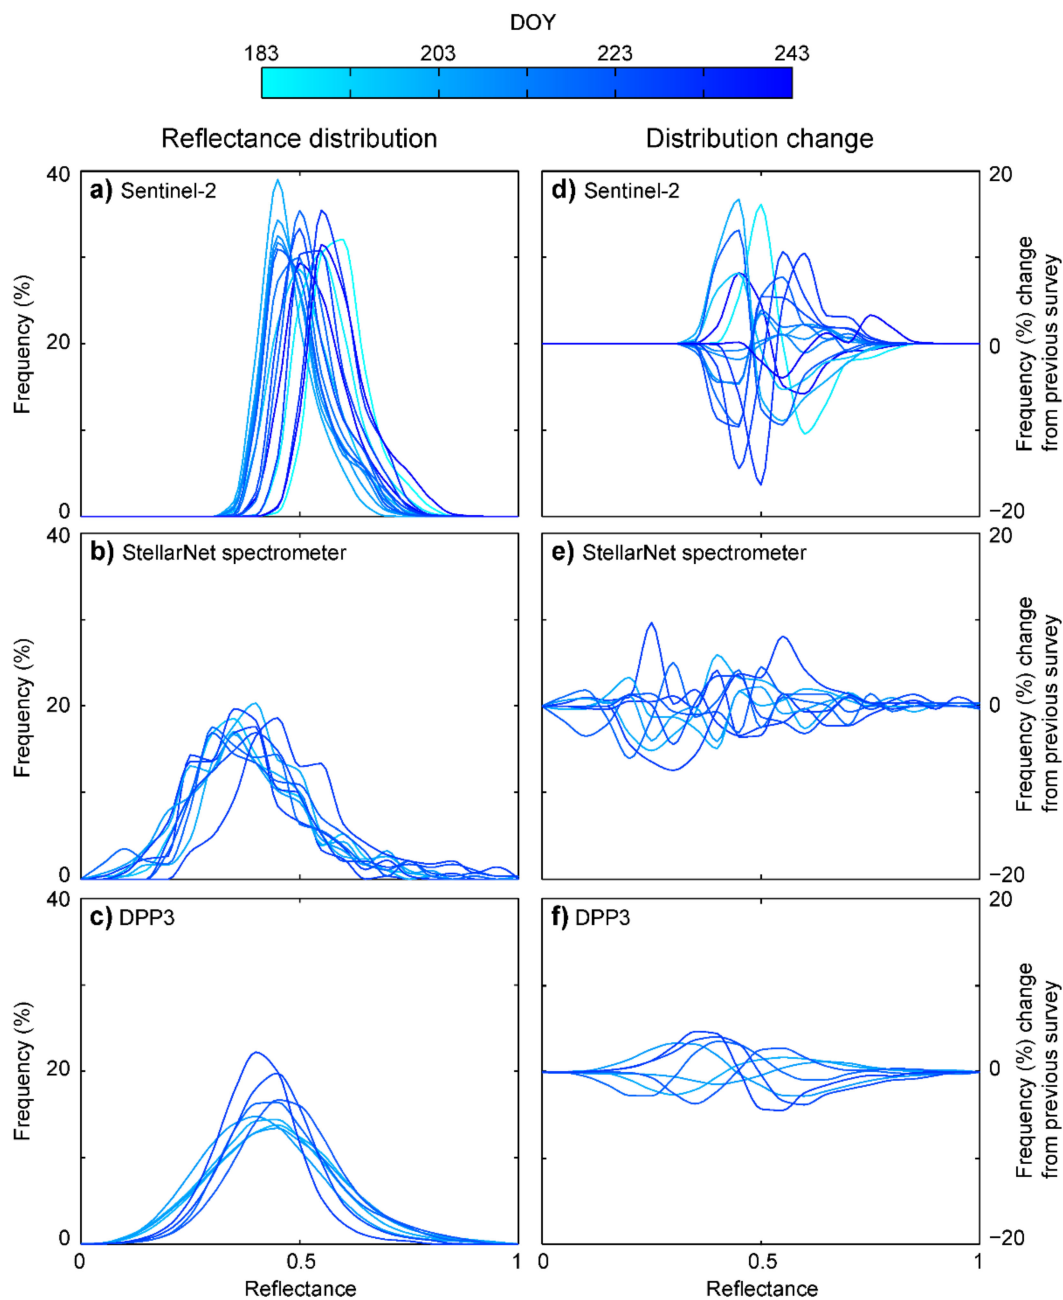 DOY
183 203 223 243
Reflectance distribution
Distribution change
a) Sentinel-2
40
20
0
Frequency (%)
d) Sentinel-2
20
0
−20
Frequency (%) change
from previous survey
b) StellarNet spectrometer
40
20
0
Frequency (%)
e) StellarNet spectrometer
20
0
−20
Frequency (%) change
from previous survey
c) DPP3
40
20
0
Frequency (%)
0 0.5 1
Reflectance
f) DPP3
20
0
−20
Frequency (%) change
from previous survey
0 0.5 1
Reflectance